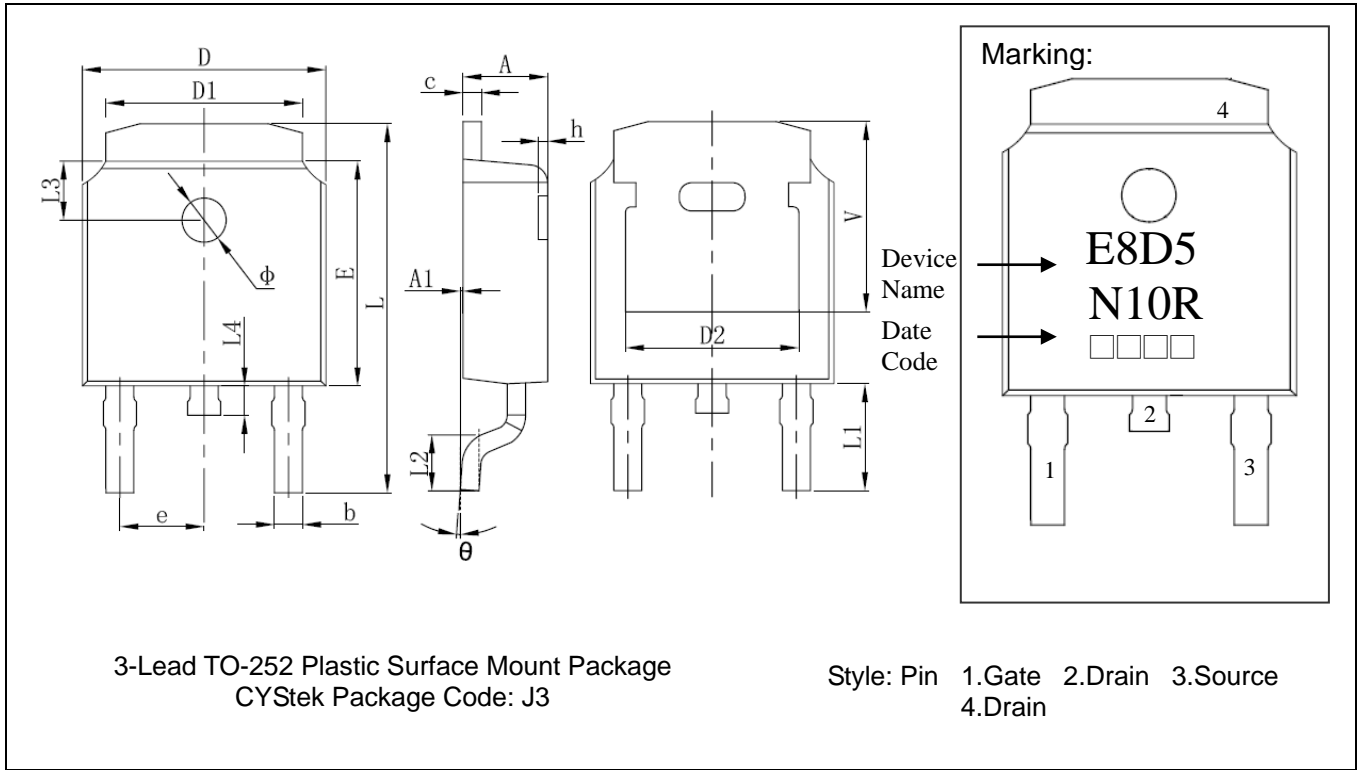 D
D1
L3
φ
E
L
L4
e
b
A
c
h
A1
L2
θ
V
D2
L1
Marking:
4
Device
Name
E8D5
N10R
Date
Code
□□□□
2
1
3
3-Lead TO-252 Plastic Surface Mount Package
CYStek Package Code: J3
Style: Pin 1.Gate 2.Drain 3.Source
4.Drain